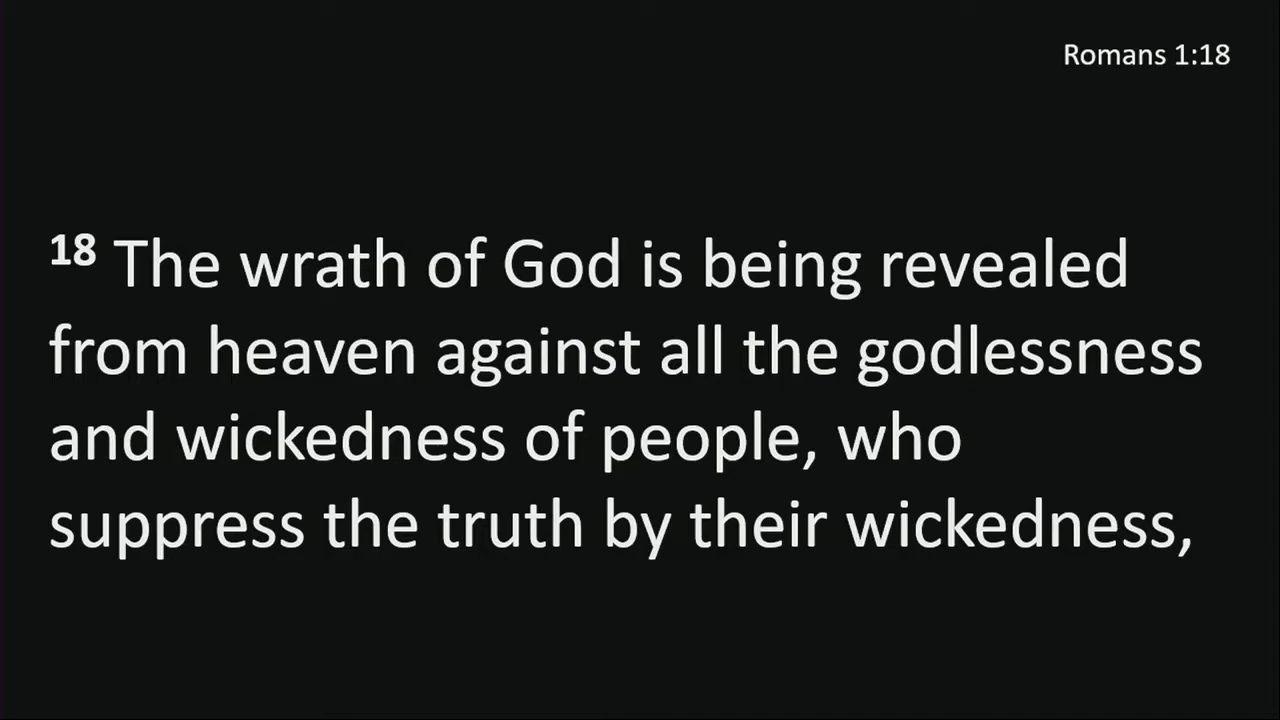 Romans 1:18
18 The wrath of God is being revealed
from heaven against all the godlessness
and wickedness of people, who
suppress the truth by their wickedness,